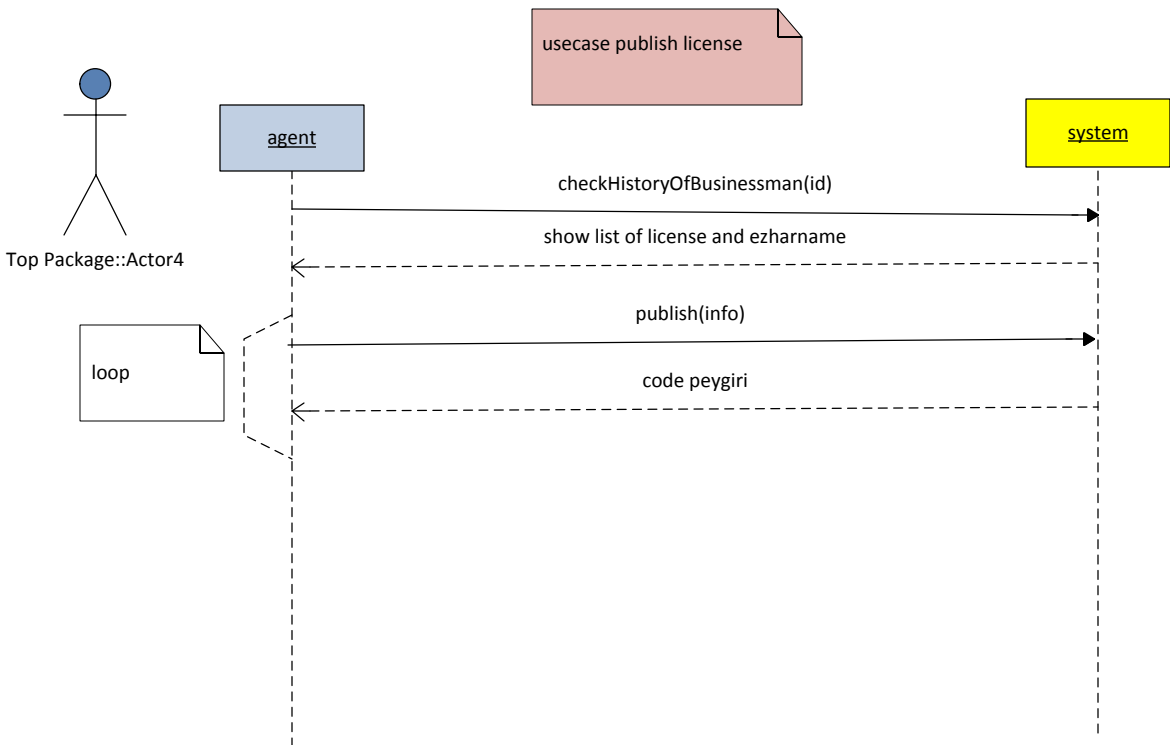 usecase publish license
agent
system
checkHistoryOfBusinessman(id)
show list of license and ezharname
Top Package::Actor4
publish(info)
loop
code peygiri